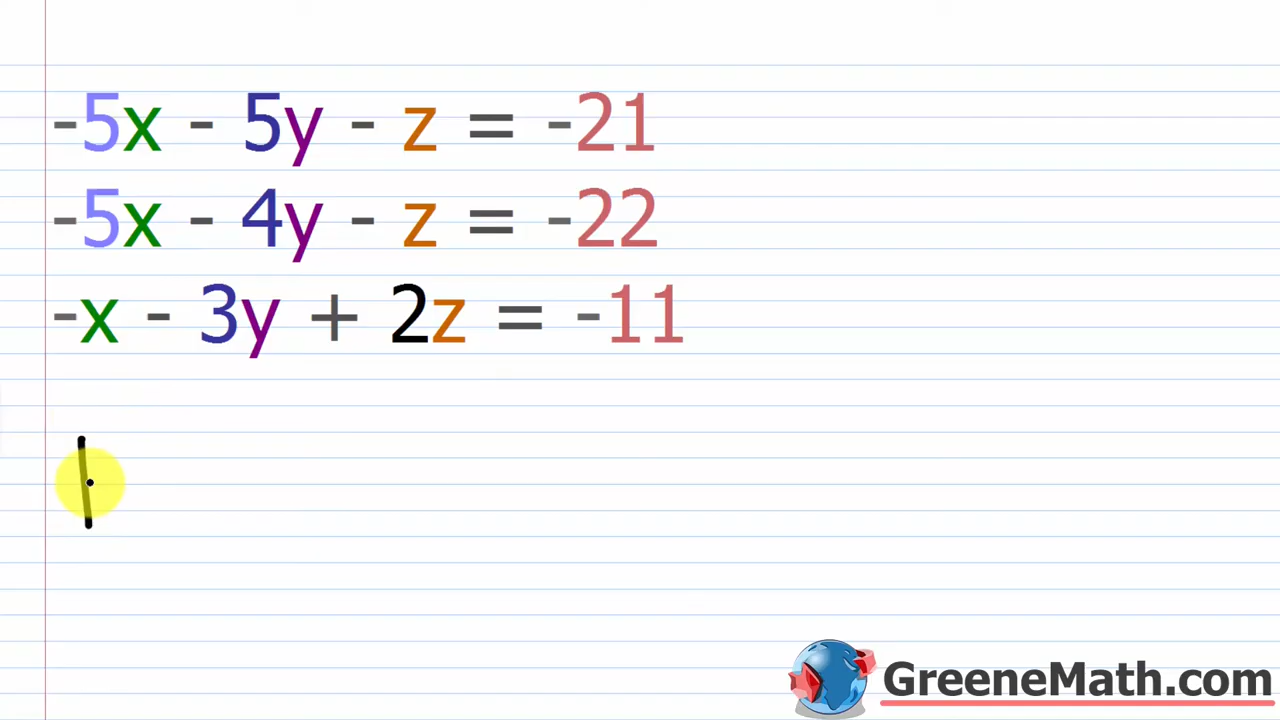 -5x - 5y - z = -21
-5x - 4y - z = -22
-x - 3y + 2z = -11
GreeneMath.com